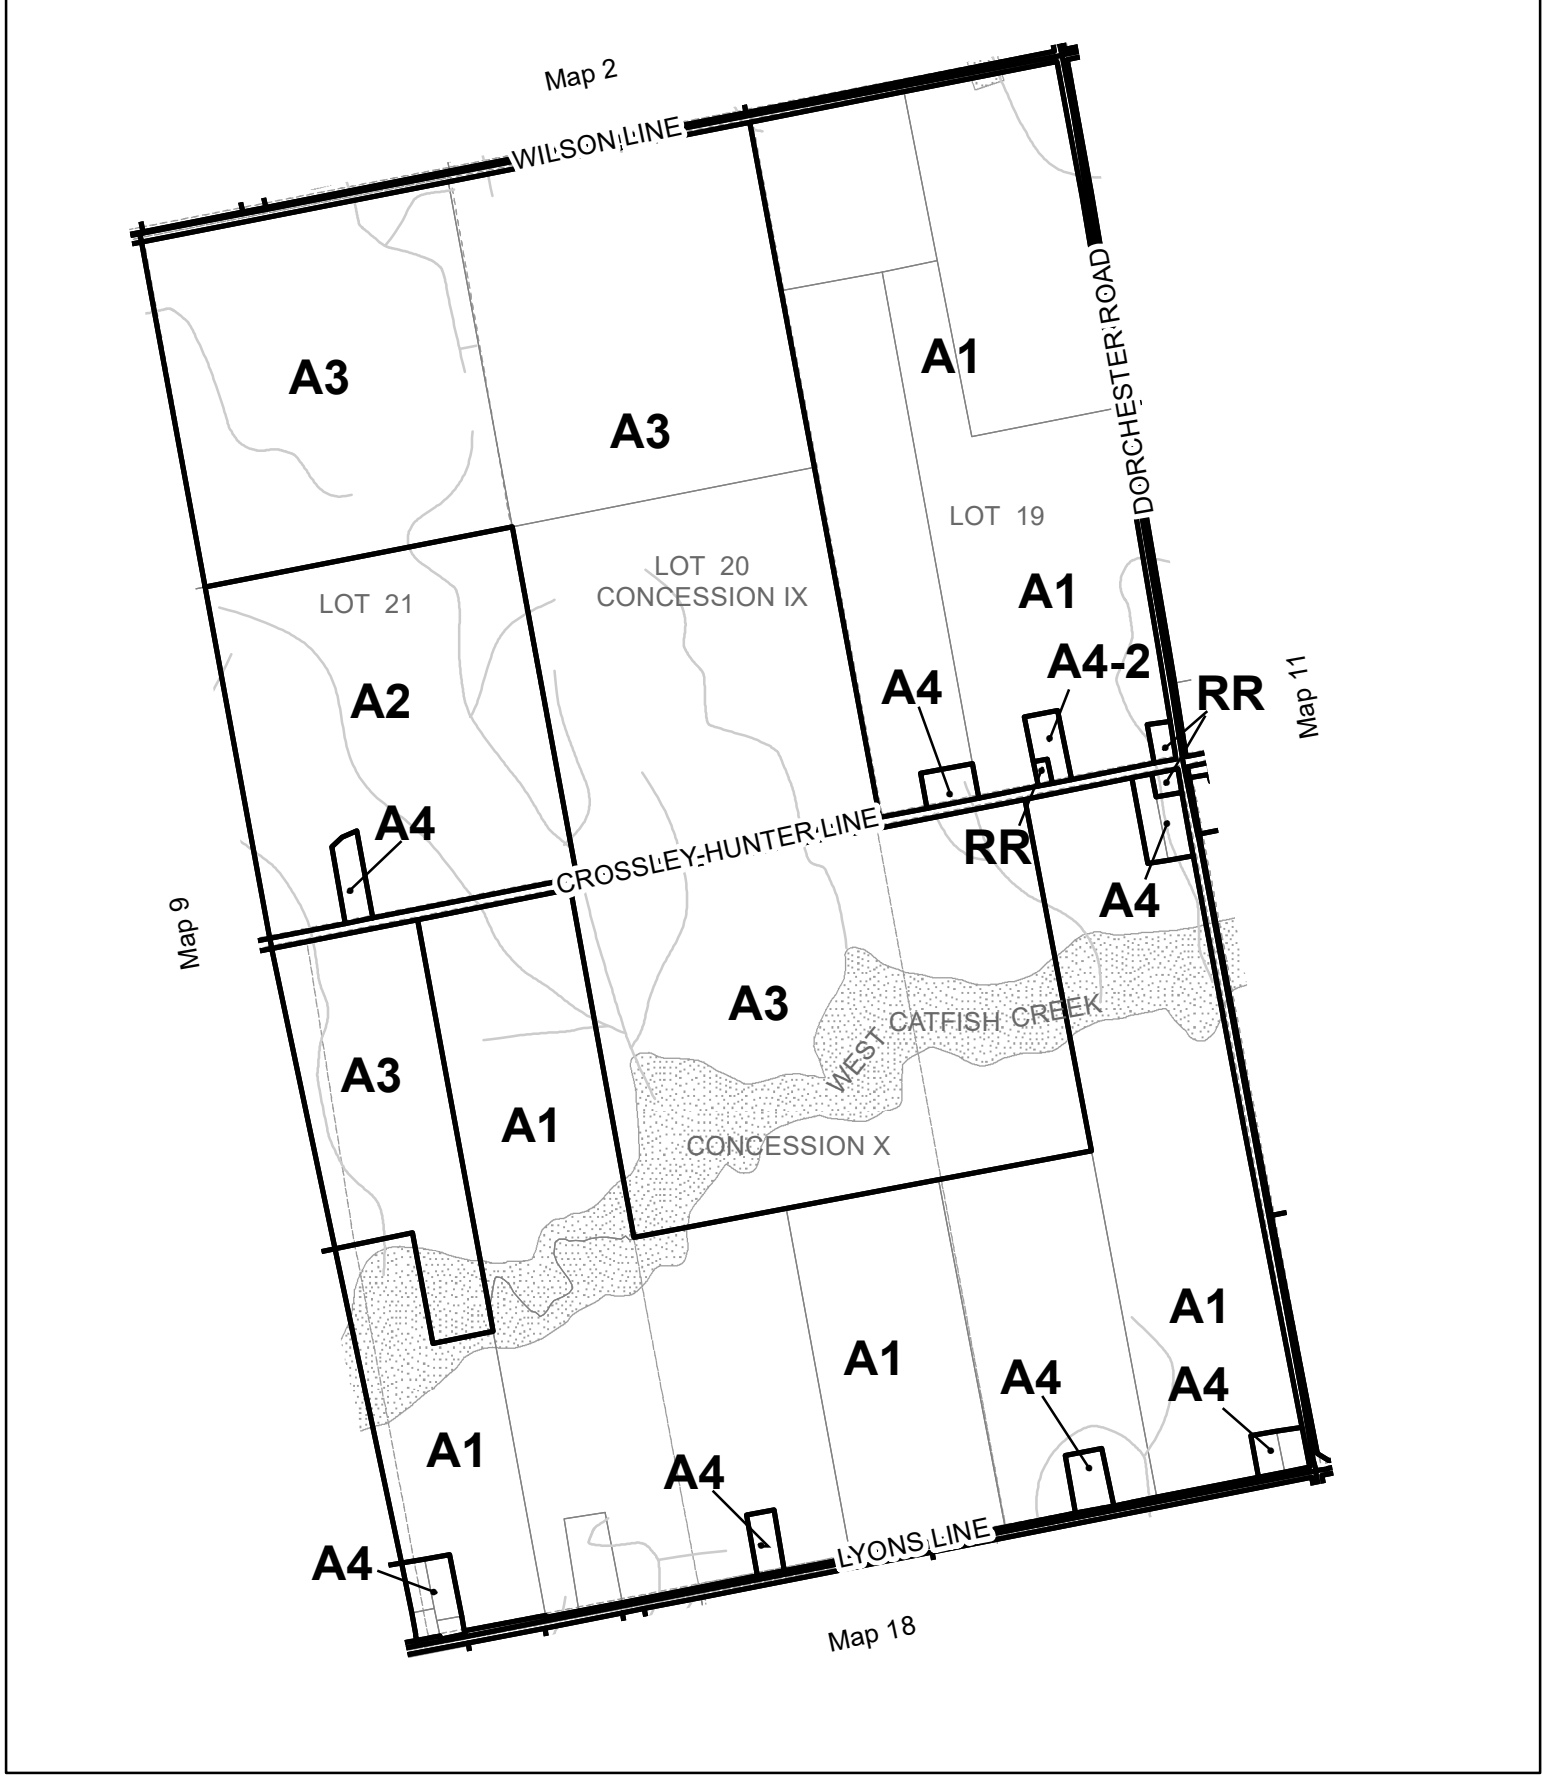 Map 2
WILSON LINE
A1
A3
A3
DORCHESTER ROAD
LOT 19
LOT 20
CONCESSION IX
A1
LOT 21
A4-2
A4
RR
Map 11
A2
A4
CROSSLEY-HUNTER LINE
RR
A4
Map 9
A3
WEST CATFISH CREEK
A3
A1
CONCESSION X
A1
A1
A4
A4
A1
A4
LYONS LINE
A4
Map 18